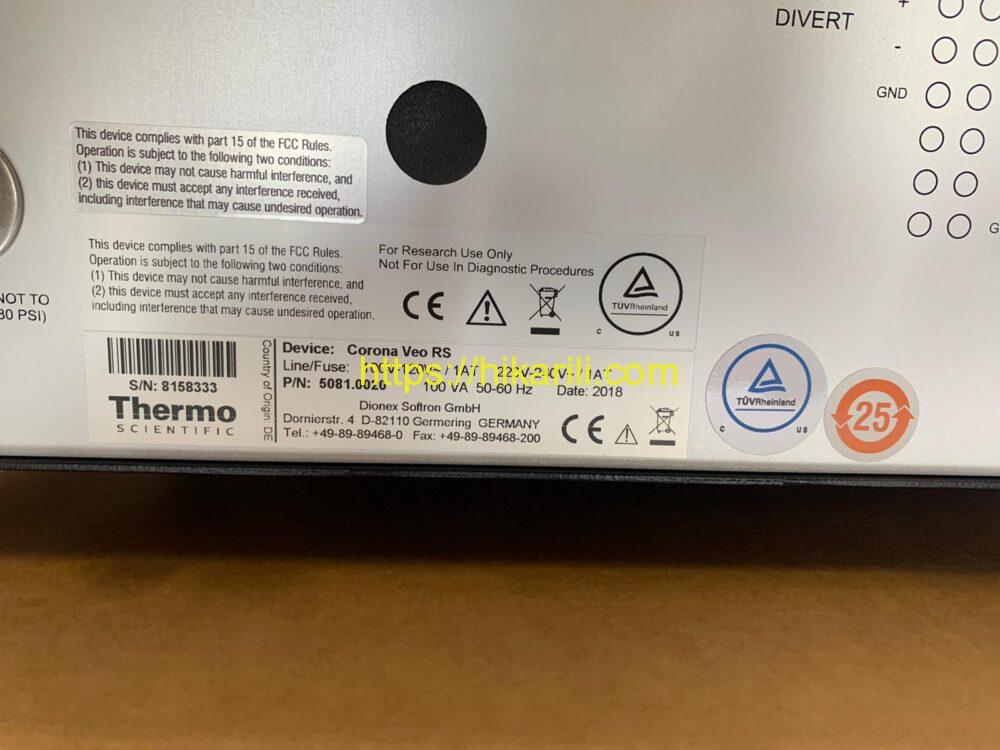 DIVERT
+
-
GND
G
NOT TO
80 PSI)
This device complies with part 15 of the FCC Rules.
Operation is subject to the following two conditions:
(1) This device may not cause harmful interference, and
(2) this device must accept any interference received,
including interference that may cause undesired operation.
This device complies with part 15 of the FCC Rules.
Operation is subject to the following two conditions:
(1) This device may not cause harmful interference, and
(2) this device must accept any interference received,
including interference that may cause undesired operation.
For Research Use Only
Not For Use In Diagnostic Procedures
CE
TÜVRheinland
C US
S/N: 8158333
Thermo
SCIENTIFIC
Country of Origin: DE
Device: Corona Veo RS
Line/Fuse: 1AT
P/N: 5081.0020 100 VA 50-60 Hz Date: 2018
Dionex Softron GmbH
Dornierstr. 4 D-82110 Germering GERMANY
Tel.: +49-89-89468-0 Fax: +49-89-89468-200
CE
https://hikarili.com
TÜVRheinland
C US
25